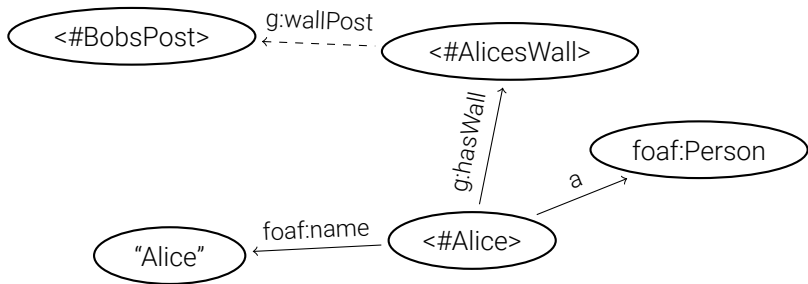 g:wallPost
<#BobsPost>
<#AlicesWall>
g:hasWall
foaf:Person
a
foaf:name
“Alice”
<#Alice>